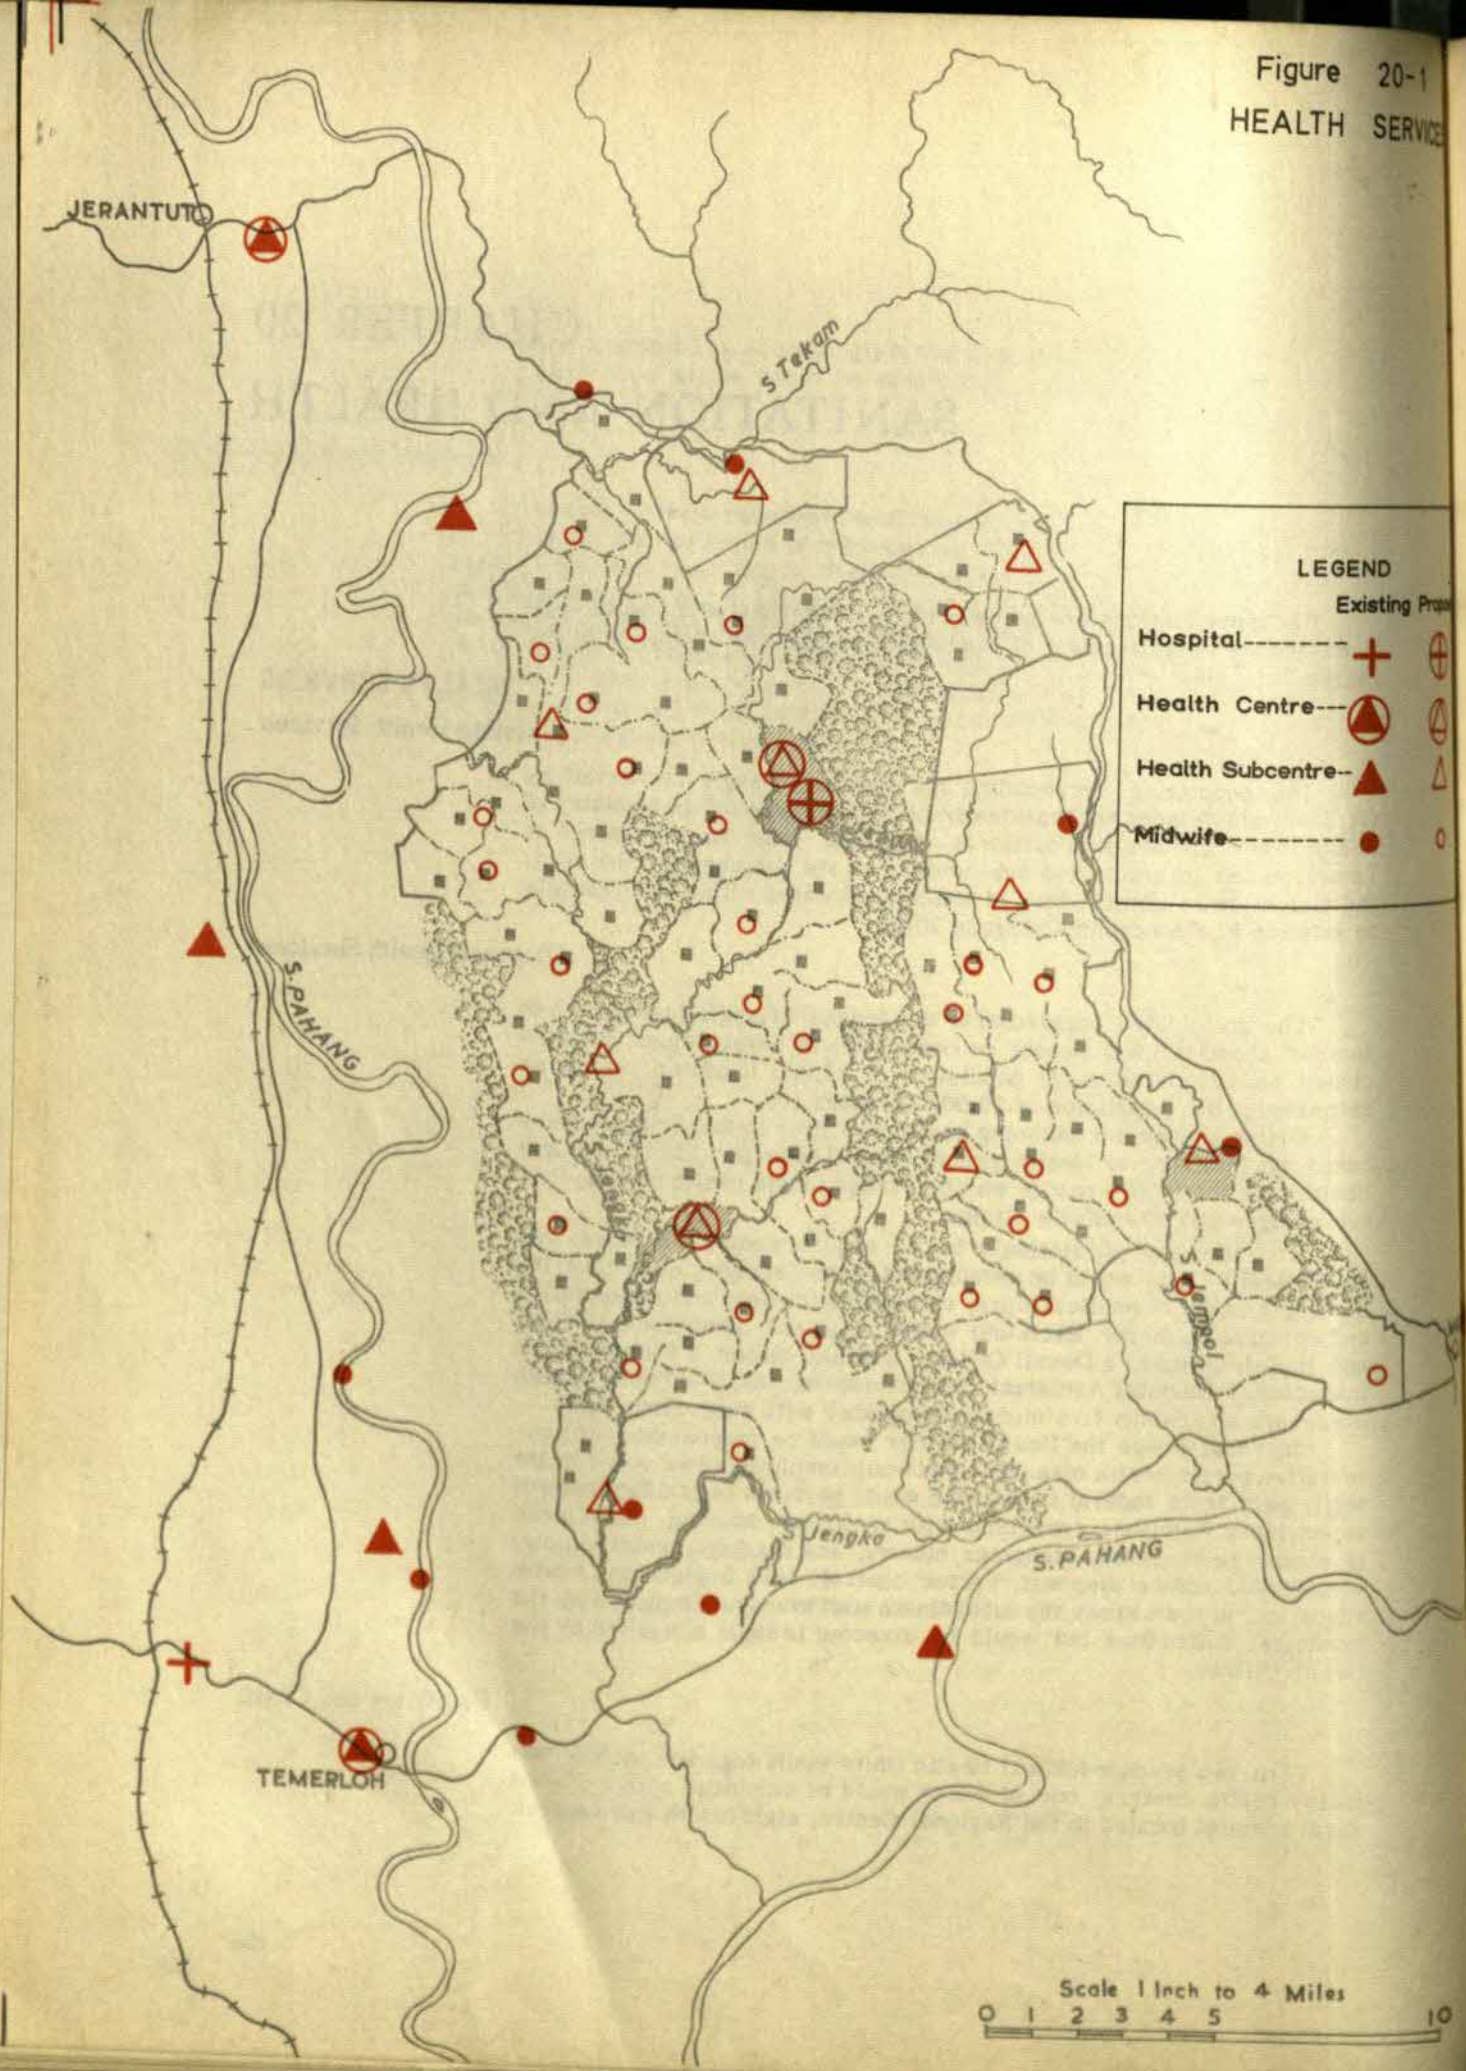 Figure 20-1
HEALTH SERVICE
JERANTUT
S Tekam
LEGEND
Existing
Hospital
Health Centre
Health Subcentre
Midwife
S.PAHANG
S Jempol
S Jengka
S.PAHANG
TEMERLOH
Scale 1 Inch to 4 Miles
0 1 2 3 4 5 10